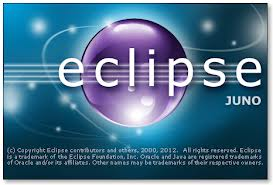 eclipse
JUNO
(c) Copyright Eclipse contributors and others, 2000, 2012. All rights reserved. Eclipse
is a trademark of the Eclipse Foundation, Inc. Oracle and Java are registered trademarks
of Oracle and/or its affiliates. Other names may be trademarks of their respective owners.